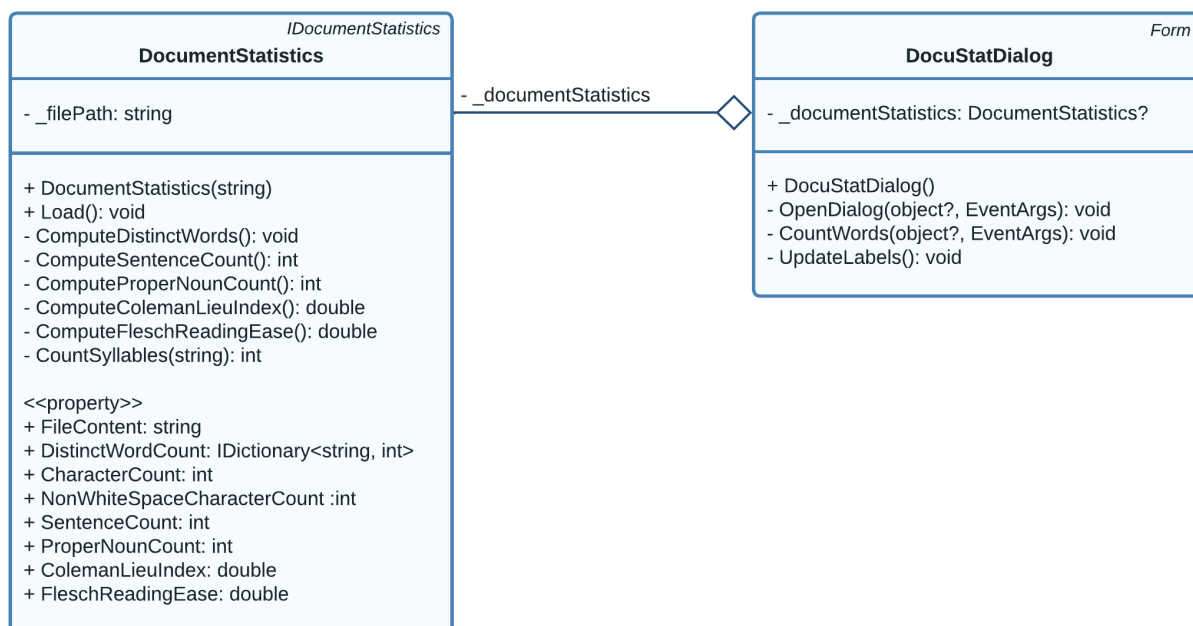 IDocumentStatistics
DocumentStatistics
- _filePath: string
+ DocumentStatistics(string)
+ Load(): void
- ComputeDistinctWords(): void
- ComputeSentenceCount(): int
- ComputeProperNounCount(): int
- ComputeColemanLieuIndex(): double
- ComputeFleschReadingEase(): double
- CountSyllables(string): int
<<property>>
+ FileContent: string
+ DistinctWordCount: IDictionary<string, int>
+ CharacterCount: int
+ NonWhiteSpaceCharacterCount :int
+ SentenceCount: int
+ ProperNounCount: int
+ ColemanLieuIndex: double
+ FleschReadingEase: double
- _documentStatistics
Form
DocuStatDialog
- _documentStatistics: DocumentStatistics?
+ DocuStatDialog()
- OpenDialog(object?, EventArgs): void
- CountWords(object?, EventArgs): void
- UpdateLabels(): void